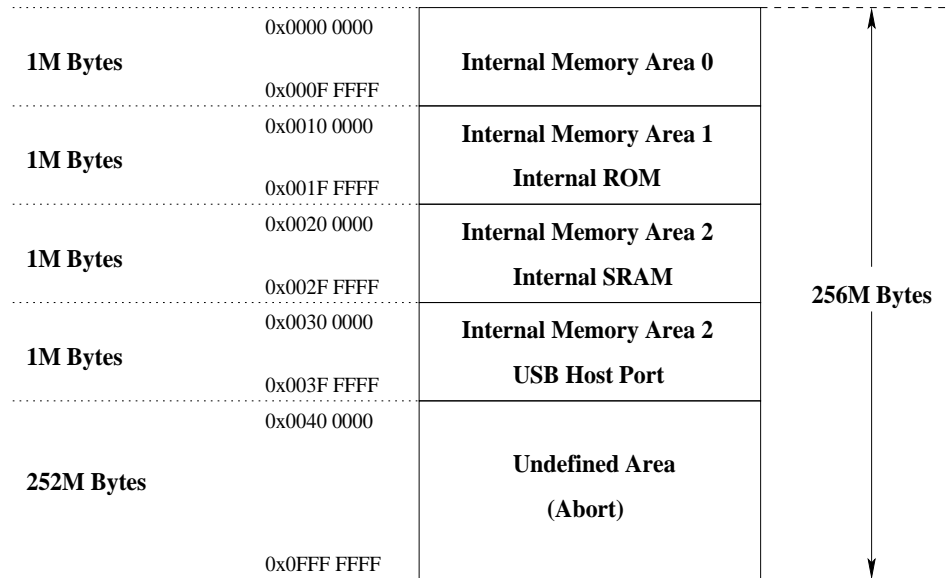 0x0000 0000
1M Bytes
Internal Memory Area 0
0x000F FFFF
0x0010 0000
Internal Memory Area 1
1M Bytes
Internal ROM
0x001F FFFF
0x0020 0000
Internal Memory Area 2
1M Bytes
Internal SRAM
0x002F FFFF
256M Bytes
0x0030 0000
Internal Memory Area 2
1M Bytes
USB Host Port
0x003F FFFF
0x0040 0000
Undefined Area
252M Bytes
(Abort)
0x0FFF FFFF